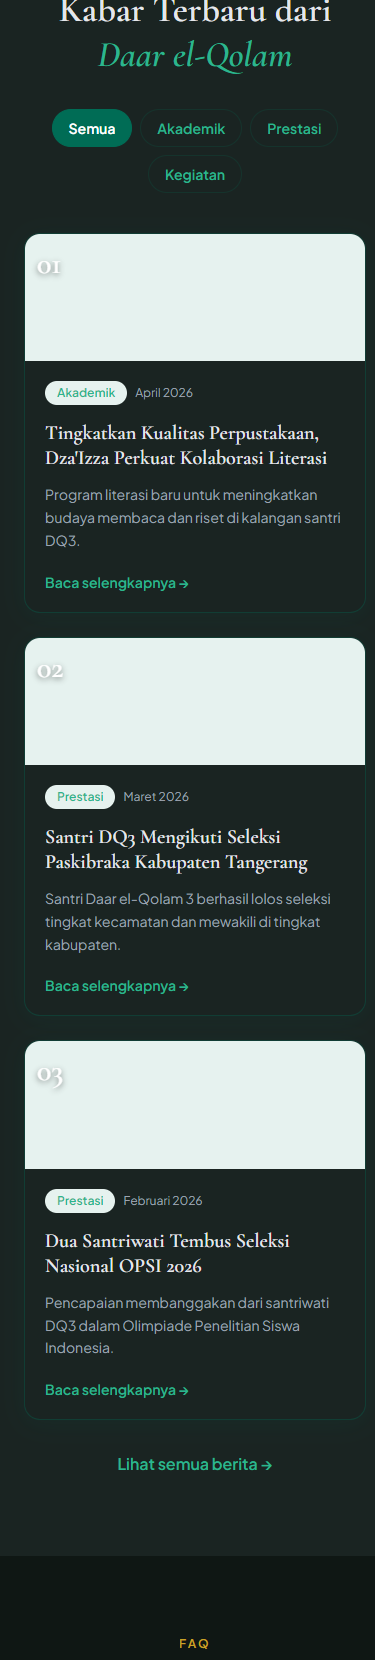 Kabar Terbaru dari
Daar el-Qolam
Semua
Akademik
Prestasi
Kegiatan
01
Akademik
April 2026
Tingkatkan Kualitas Perpustakaan,
Dza'Izza Perkuat Kolaborasi Literasi
Program literasi baru untuk meningkatkan
budaya membaca dan riset di kalangan santri
DQ3.
Baca selengkapnya →
02
Prestasi
Maret 2026
Santri DQ3 Mengikuti Seleksi
Paskibraka Kabupaten Tangerang
Santri Daar el-Qolam 3 berhasil lolos seleksi
tingkat kecamatan dan mewakili di tingkat
kabupaten.
Baca selengkapnya →
03
Prestasi
Februari 2026
Dua Santriwati Tembus Seleksi
Nasional OPSI 2026
Pencapaian membanggakan dari santriwati
DQ3 dalam Olimpiade Penelitian Siswa
Indonesia.
Baca selengkapnya →
Lihat semua berita →
FAQ